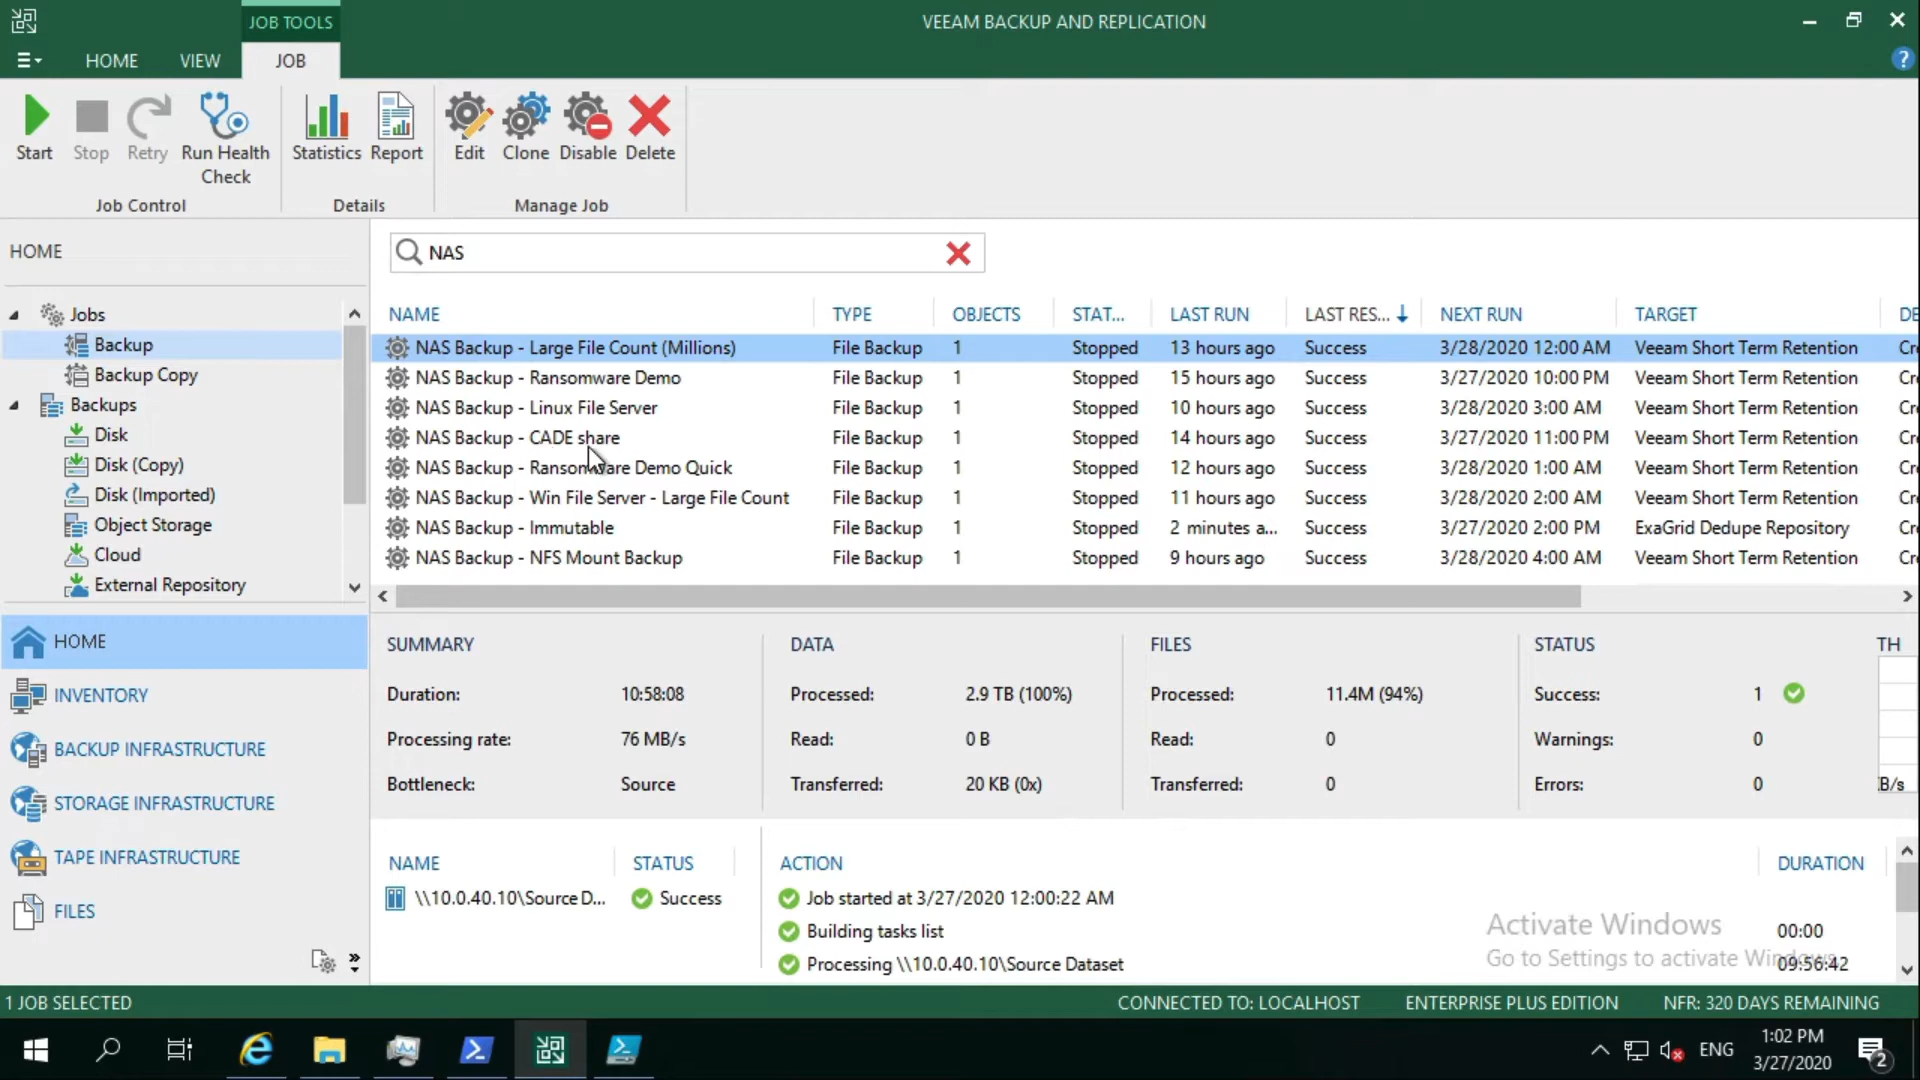 JOB TOOLS
VEEAM BACKUP AND REPLICATION
HOME
VIEW
JOB
Start
Stop
Retry
Run Health Check
Job Control
Statistics
Report
Details
Edit
Clone
Disable
Delete
Manage Job
HOME
Jobs
Backup
Backup Copy
Backups
Disk
Disk (Copy)
Disk (Imported)
Object Storage
Cloud
External Repository
HOME
INVENTORY
BACKUP INFRASTRUCTURE
STORAGE INFRASTRUCTURE
TAPE INFRASTRUCTURE
FILES
NAS
NAME TYPE OBJECTS STAT... LAST RUN LAST RES... NEXT RUN TARGET DE
NAS Backup - Large File Count (Millions) File Backup 1 Stopped 13 hours ago Success 3/28/2020 12:00 AM Veeam Short Term Retention Cre
NAS Backup - Ransomware Demo File Backup 1 Stopped 15 hours ago Success 3/27/2020 10:00 PM Veeam Short Term Retention Cre
NAS Backup - Linux File Server File Backup 1 Stopped 10 hours ago Success 3/28/2020 3:00 AM Veeam Short Term Retention Cre
NAS Backup - CADE share File Backup 1 Stopped 14 hours ago Success 3/27/2020 11:00 PM Veeam Short Term Retention Cre
NAS Backup - Ransomware Demo Quick File Backup 1 Stopped 12 hours ago Success 3/28/2020 1:00 AM Veeam Short Term Retention Cre
NAS Backup - Win File Server - Large File Count File Backup 1 Stopped 11 hours ago Success 3/28/2020 2:00 AM Veeam Short Term Retention Cre
NAS Backup - Immutable File Backup 1 Stopped 2 minutes a... Success 3/27/2020 2:00 PM ExaGrid Dedupe Repository Cre
NAS Backup - NFS Mount Backup File Backup 1 Stopped 9 hours ago Success 3/28/2020 4:00 AM Veeam Short Term Retention Cre
SUMMARY
Duration: 10:58:08
Processing rate: 76 MB/s
Bottleneck: Source
DATA
Processed: 2.9 TB (100%)
Read: 0 B
Transferred: 20 KB (0x)
FILES
Processed: 11.4M (94%)
Read: 0
Transferred: 0
STATUS
Success: 1
Warnings: 0
Errors: 0
TH
B/s
NAME STATUS
\\10.0.40.10\Source D... Success
ACTION DURATION
Job started at 3/27/2020 12:00:22 AM
Building tasks list 00:00
Processing \\10.0.40.10\Source Dataset 09:56:42
Activate Windows
Go to Settings to activate Windows.
1 JOB SELECTED
CONNECTED TO: LOCALHOST
ENTERPRISE PLUS EDITION
NFR: 320 DAYS REMAINING
ENG
1:02 PM
3/27/2020
2